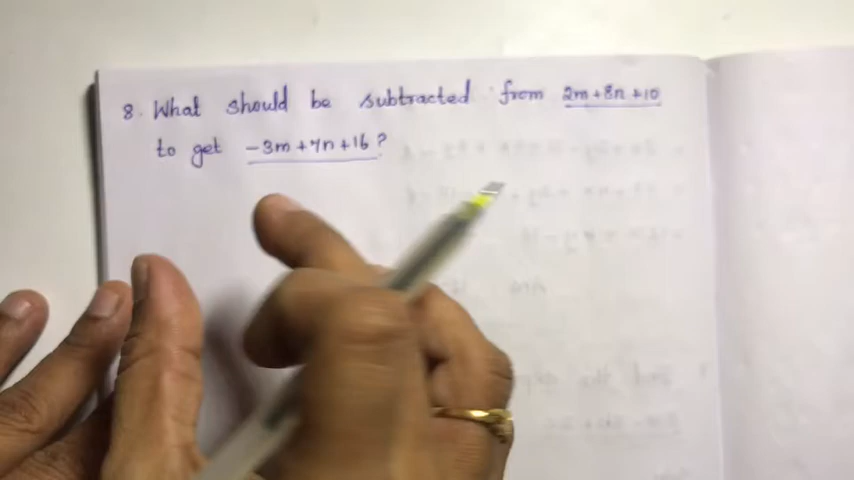 8. What should be subtracted from 2m+8n+10
to get -3m+7n+16?